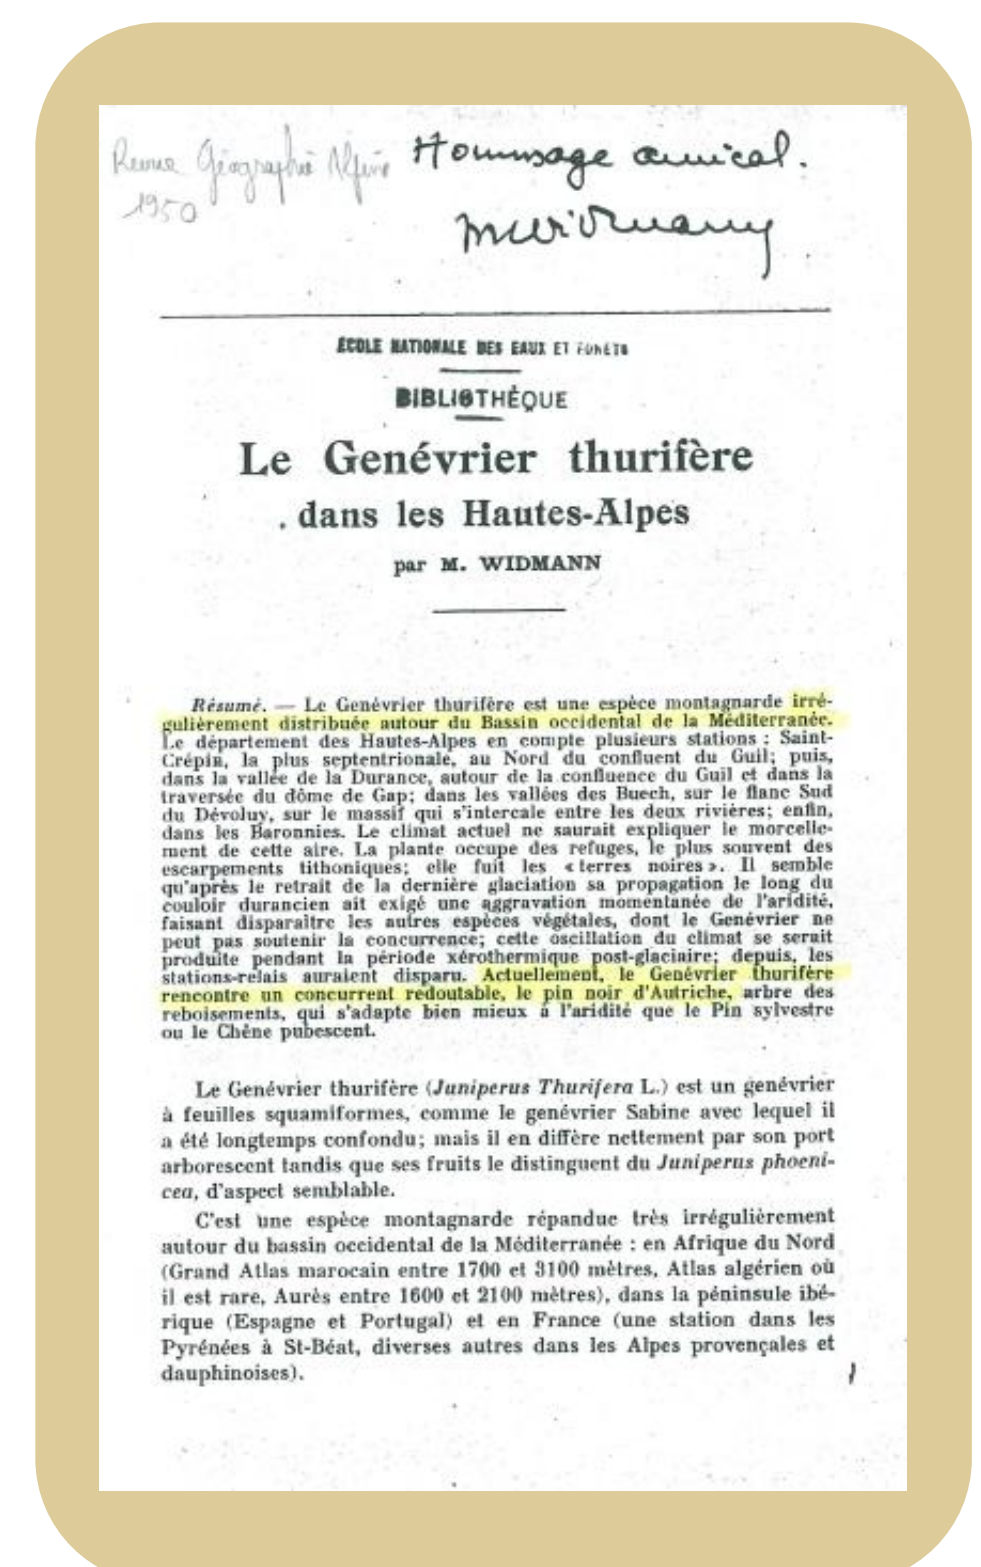 Revue Géographie Alpine
1950
Hommage amical.
MWidmann
ÉCOLE NATIONALE DES EAUX ET FORÊTS
BIBLIOTHÈQUE
Le Genévrier thurifère
dans les Hautes-Alpes
par M. WIDMANN
Résumé. — Le Genévrier thurifère est une espèce montagnarde irré-
gulièrement distribuée autour du Bassin occidental de la Méditerranée.
Le département des Hautes-Alpes en compte plusieurs stations : Saint-
Crépin, la plus septentrionale, au Nord du confluent du Guil; puis,
dans la vallée de la Durance, autour de la confluence du Guil et dans la
traversée du dôme de Gap; dans les vallées des Buech, sur le flanc Sud
du Dévoluy, sur le massif qui s'intercale entre les deux rivières; enfin,
dans les Baronnies. Le climat actuel ne saurait expliquer le morcelle-
ment de cette aire. La plante occupe des refuges, le plus souvent des
escarpements tithoniques; elle fuit les « terres noires ». Il semble
qu'après le retrait de la dernière glaciation sa propagation le long du
couloir durancien ait exigé une aggravation momentanée de l'aridité,
faisant disparaître les autres espèces végétales, dont le Genévrier ne
peut pas soutenir la concurrence; cette oscillation du climat se serait
produite pendant la période xérothermique post-glaciaire; depuis, les
stations-relais auraient disparu. Actuellement, le Genévrier thurifère
rencontre un concurrent redoutable, le pin noir d'Autriche, arbre des
reboisements, qui s'adapte bien mieux à l'aridité que le Pin sylvestre
ou le Chêne pubescent.
Le Genévrier thurifère (Juniperus Thurifera L.) est un genévrier
à feuilles squamiformes, comme le genévrier Sabine avec lequel il
a été longtemps confondu; mais il en diffère nettement par son port
arborescent tandis que ses fruits le distinguent du Juniperus phoeni-
cea, d'aspect semblable.
C'est une espèce montagnarde répandue très irrégulièrement
autour du bassin occidental de la Méditerranée : en Afrique du Nord
(Grand Atlas marocain entre 1700 et 3100 mètres, Atlas algérien où
il est rare, Aurès entre 1600 et 2100 mètres), dans la péninsule ibé-
rique (Espagne et Portugal) et en France (une station dans les
Pyrénées à St-Béat, diverses autres dans les Alpes provençales et
dauphinoises).